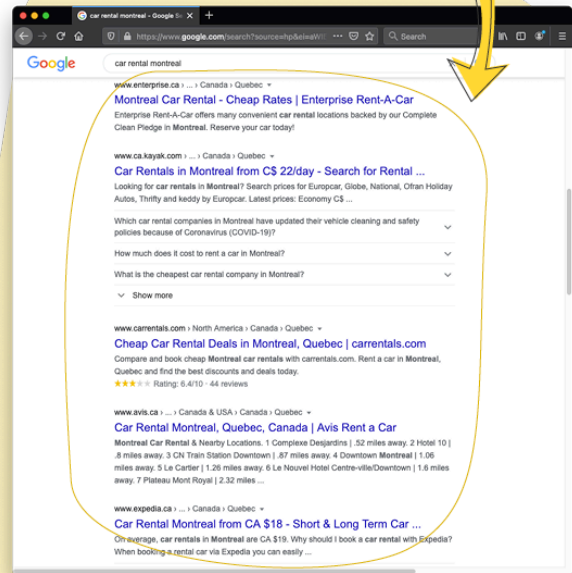 car rental montreal - Google Se
https://www.google.com/search?source=hp&ei=aWI
Search
Google
car rental montreal
www.enterprise.ca › ... › Canada › Quebec
Montreal Car Rental - Cheap Rates | Enterprise Rent-A-Car
Enterprise Rent-A-Car offers many convenient car rental locations backed by our Complete
Clean Pledge in Montreal. Reserve your car today!
www.ca.kayak.com › ... › Canada › Quebec
Car Rentals in Montreal from C$ 22/day - Search for Rental ...
Looking for car rentals in Montreal? Search prices for Europcar, Globe, National, Ofran Holiday
Autos, Thrifty and keddy by Europcar. Latest prices: Economy C$ ...
Which car rental companies in Montreal have updated their vehicle cleaning and safety
policies because of Coronavirus (COVID-19)?
How much does it cost to rent a car in Montreal?
What is the cheapest car rental company in Montreal?
Show more
www.carrentals.com › North America › Canada › Quebec
Cheap Car Rental Deals in Montreal, Quebec | carrentals.com
Compare and book cheap Montreal car rentals with carrentals.com. Rent a car in Montreal,
Quebec and find the best discounts and deals today.
Rating: 6.4/10 · 44 reviews
www.avis.ca › ... › Canada & USA › Canada › Quebec
Car Rental Montreal, Quebec, Canada | Avis Rent a Car
Montreal Car Rental & Nearby Locations. 1 Complexe Desjardins | .52 miles away. 2 Hotel 10 |
.8 miles away. 3 CN Train Station Downtown | .87 miles away. 4 Downtown Montreal | 1.06
miles away. 5 Le Cartier | 1.26 miles away. 6 Le Nouvel Hotel Centre-ville/Downtown | 1.6 miles
away. 7 Plateau Mont Royal | 2.32 miles ...
www.expedia.ca › ... › Canada › Quebec
Car Rental Montreal from CA $18 - Short & Long Term Car ...
On average, car rentals in Montreal are CA $19. Why should I book a car rental with Expedia?
When booking a rental car via Expedia you can easily ...